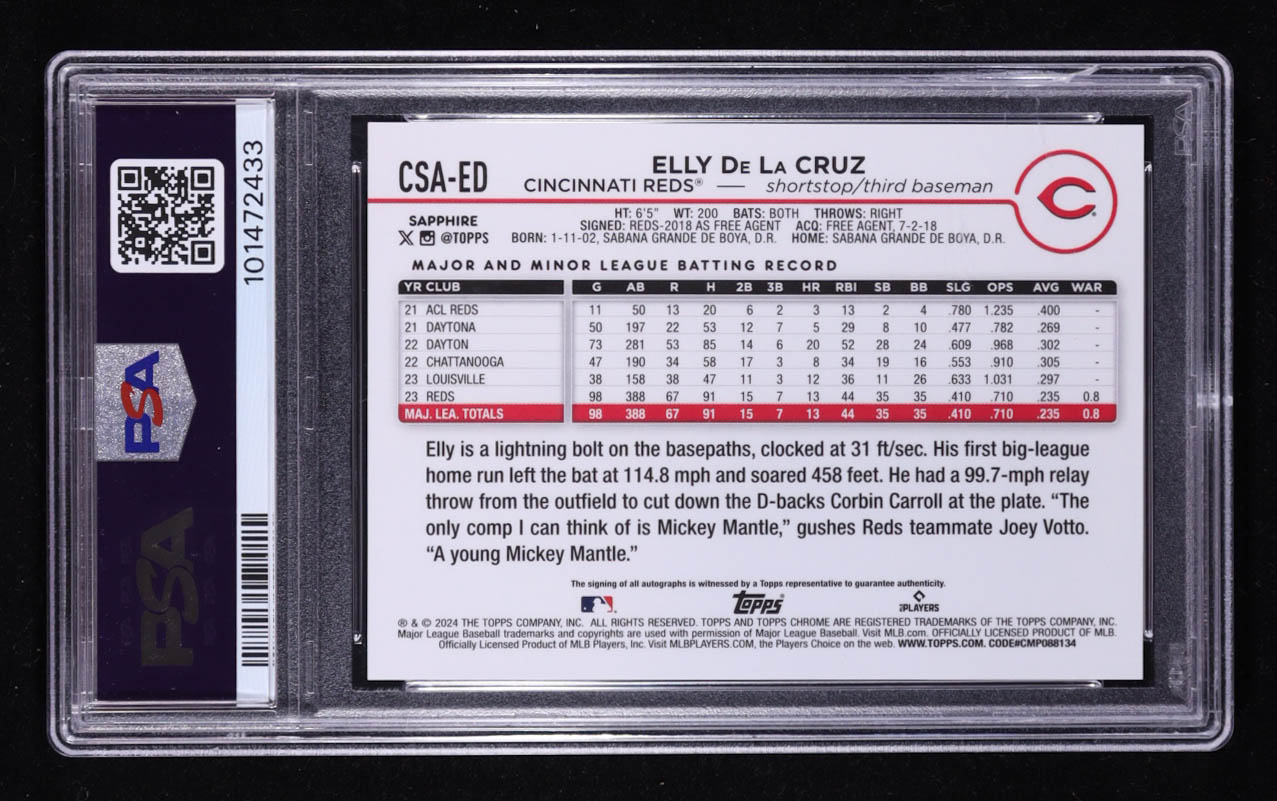 101472433
PSA
PSA
CSA-ED
ELLY DE LA CRUZ
CINCINNATI REDS® — shortstop/third baseman
C
SAPPHIRE
X @TOPPS
HT: 6'5" WT: 200 BATS: BOTH THROWS: RIGHT
SIGNED: REDS-2018 AS FREE AGENT ACQ: FREE AGENT, 7-2-18
BORN: 1-11-02, SABANA GRANDE DE BOYA, D.R. HOME: SABANA GRANDE DE BOYA, D.R.
MAJOR AND MINOR LEAGUE BATTING RECORD
YR CLUB G AB R H 2B 3B HR RBI SB BB SLG OPS AVG WAR
21 ACL REDS 11 50 13 20 6 2 3 13 2 4 .780 1.235 .400 -
21 DAYTONA 50 197 22 53 12 7 5 29 8 10 .477 .782 .269 -
22 DAYTON 73 281 53 85 14 6 20 52 28 24 .609 .968 .302 -
22 CHATTANOOGA 47 190 34 58 17 3 8 34 19 16 .553 .910 .305 -
23 LOUISVILLE 38 158 38 47 11 3 12 36 11 26 .633 1.031 .297 -
23 REDS 98 388 67 91 15 7 13 44 35 35 .410 .710 .235 0.8
MAJ. LEA. TOTALS 98 388 67 91 15 7 13 44 35 35 .410 .710 .235 0.8
Elly is a lightning bolt on the basepaths, clocked at 31 ft/sec. His first big-league
home run left the bat at 114.8 mph and soared 458 feet. He had a 99.7-mph relay
throw from the outfield to cut down the D-backs Corbin Carroll at the plate. “The
only comp I can think of is Mickey Mantle,” gushes Reds teammate Joey Votto.
“A young Mickey Mantle.”
The signing of all autographs is witnessed by a Topps representative to guarantee authenticity.
Topps
PLAYERS
® & © 2024 THE TOPPS COMPANY, INC. ALL RIGHTS RESERVED. TOPPS AND TOPPS CHROME ARE REGISTERED TRADEMARKS OF THE TOPPS COMPANY, INC.
Major League Baseball trademarks and copyrights are used with permission of Major League Baseball. Visit MLB.com. OFFICIALLY LICENSED PRODUCT OF MLB.
Officially Licensed Product of MLB Players, Inc. Visit MLBPLAYERS.COM, the Players Choice on the web. WWW.TOPPS.COM. CODE#CMP088134